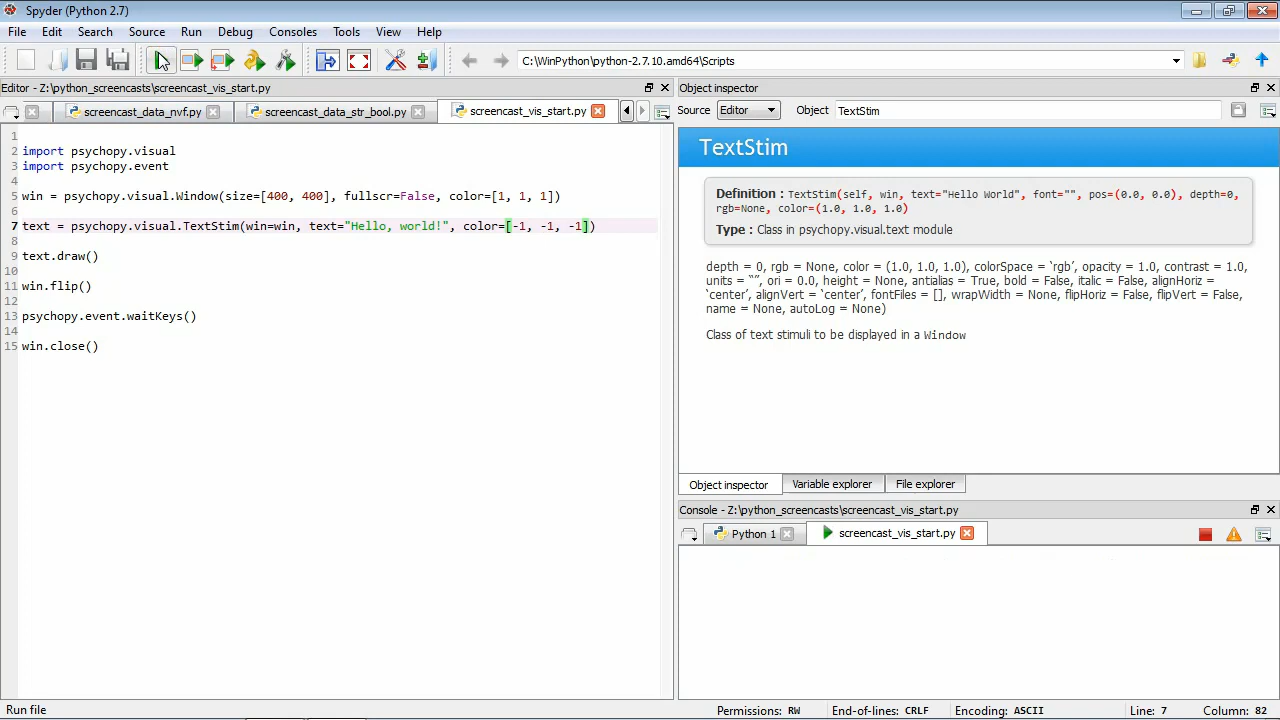 Spyder (Python 2.7)
File Edit Search Source Run Debug Consoles Tools View Help
C:\WinPython\python-2.7.10.amd64\Scripts
Editor - Z:\python_screencasts\screencast_vis_start.py
screencast_data_nvf.py screencast_data_str_bool.py screencast_vis_start.py
1
2 import psychopy.visual
3 import psychopy.event
4
5 win = psychopy.visual.Window(size=[400, 400], fullscr=False, color=[1, 1, 1])
6
7 text = psychopy.visual.TextStim(win=win, text="Hello, world!", color=[-1, -1, -1])
8
9 text.draw()
10
11 win.flip()
12
13 psychopy.event.waitKeys()
14
15 win.close()
Object inspector
Source Editor Object TextStim
TextStim
Definition : TextStim(self, win, text="Hello World", font="", pos=(0.0, 0.0), depth=0,
rgb=None, color=(1.0, 1.0, 1.0)
Type : Class in psychopy.visual.text module
depth = 0, rgb = None, color = (1.0, 1.0, 1.0), colorSpace = ‘rgb’, opacity = 1.0, contrast = 1.0,
units = “”, ori = 0.0, height = None, antialias = True, bold = False, italic = False, alignHoriz =
‘center’, alignVert = ‘center’, fontFiles = [], wrapWidth = None, flipHoriz = False, flipVert = False,
name = None, autoLog = None)
Class of text stimuli to be displayed in a Window
Object inspector Variable explorer File explorer
Console - Z:\python_screencasts\screencast_vis_start.py
Python 1 screencast_vis_start.py
Run file Permissions: RW End-of-lines: CRLF Encoding: ASCII Line: 7 Column: 82